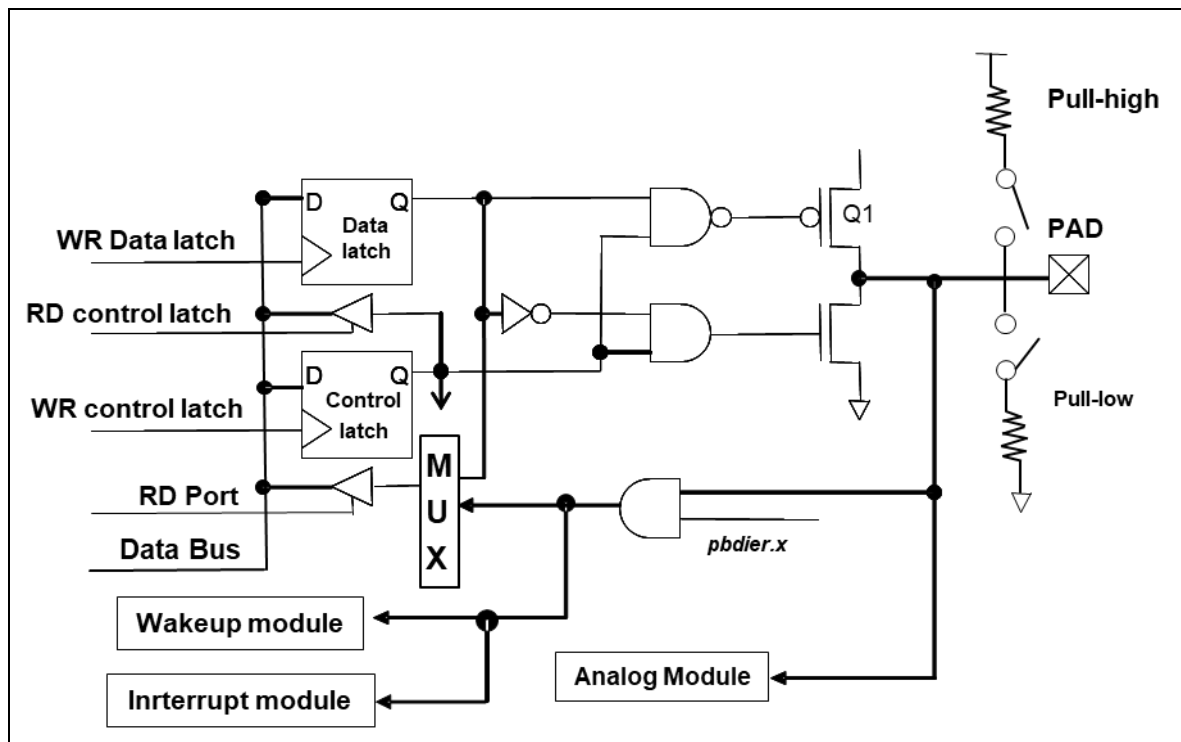 Pull-high
D Q
Data
latch
Q1
WR Data latch
PAD
RD control latch
D Q
Control
latch
WR control latch
Pull-low
M
U
X
RD Port
pbdier.x
Data Bus
Wakeup module
Analog Module
Inrterrupt module